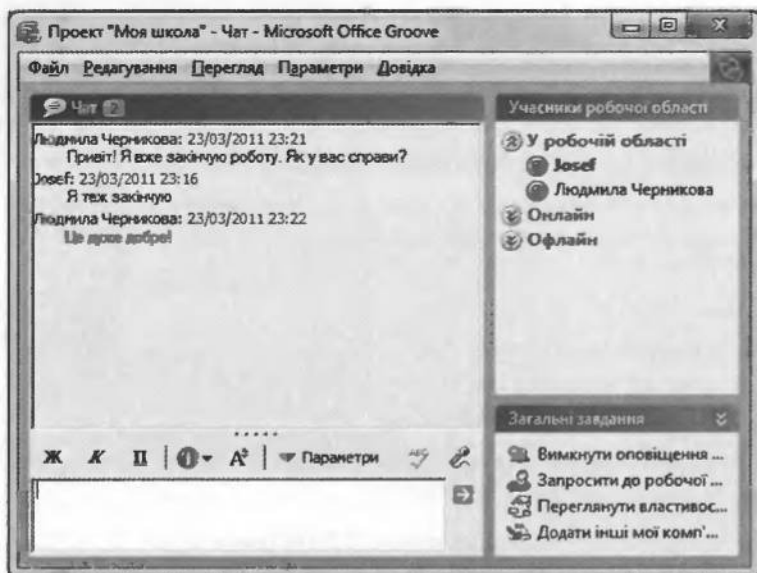 Проект "Моя школа" - Чат - Microsoft Office Groove
Файл Редагування Перегляд Параметри Довідка
Чат 2
Людмила Черникова: 23/03/2011 23:21
Привіт! Я вже закінчую роботу. Як у вас справи?
Josef: 23/03/2011 23:16
Я теж закінчую
Людмила Черникова: 23/03/2011 23:22
Це дуже добре!
Ж К П Параметри
Учасники робочої області
У робочій області
Josef
Людмила Черникова
Онлайн
Офлайн
Загальні завдання
Вимкнути оповіщення ...
Запросити до робочої ...
Переглянути властивос...
Додати інші мої комп'...